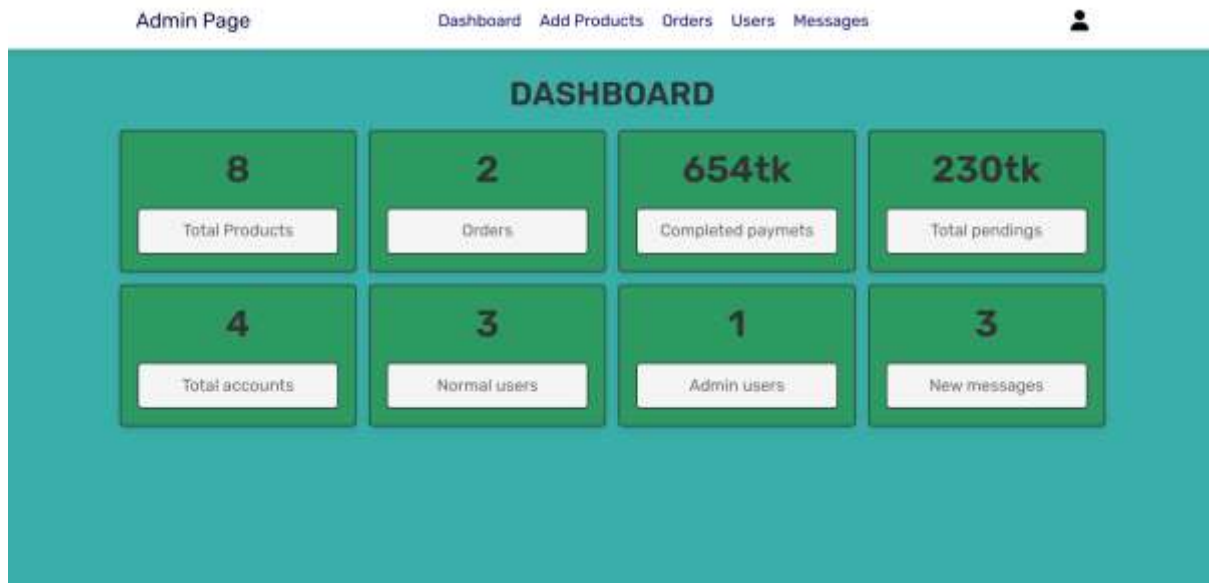 Admin Page Dashboard Add Products Orders Users Messages
DASHBOARD
8 2 654tk 230tk
Total Products Orders Completed paymets Total pendings
4 3 1 3
Total accounts Normal users Admin users New messages